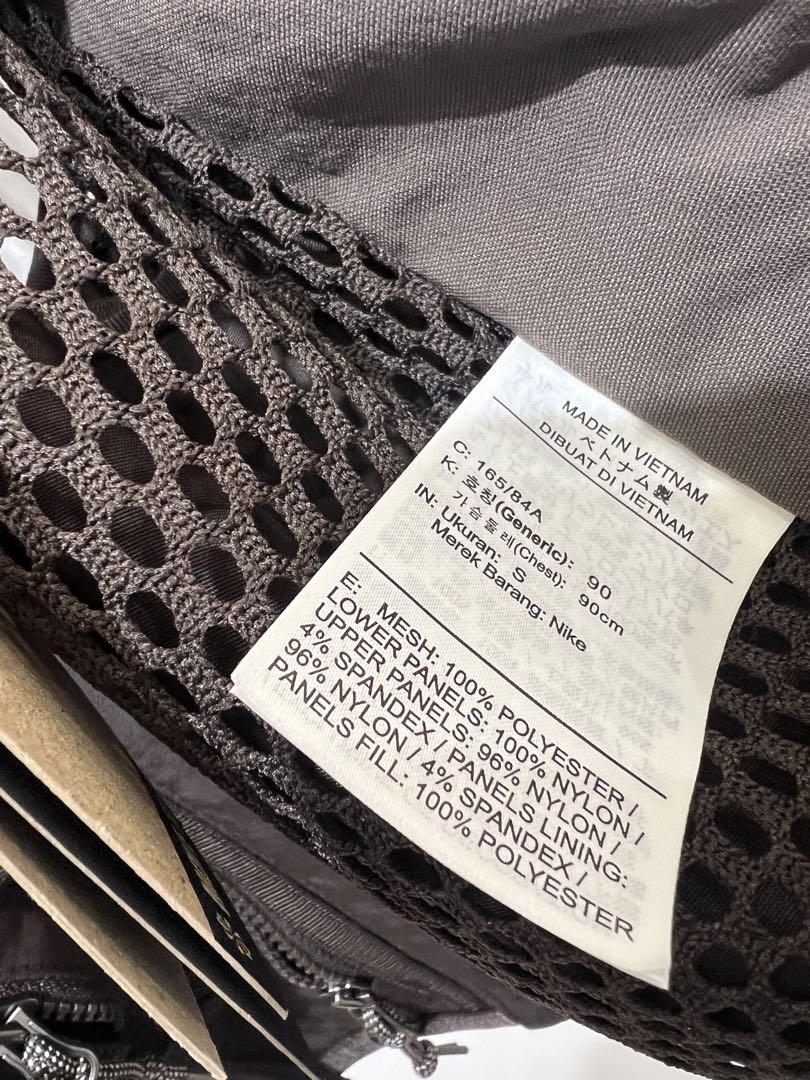 MADE IN VIETNAM
ベトナム製
DIBUAT DI VIETNAM
C: 165/84A
K: 호칭(Generic): 90
가슴둘레(Chest): 90cm
IN: Ukuran: S
Merek Barang: Nike
E: MESH: 100% POLYESTER /
LOWER PANELS: 100% NYLON /
UPPER PANELS: 96% NYLON /
4% SPANDEX / PANELS LINING:
96% NYLON / 4% SPANDEX /
PANELS FILL: 100% POLYESTER